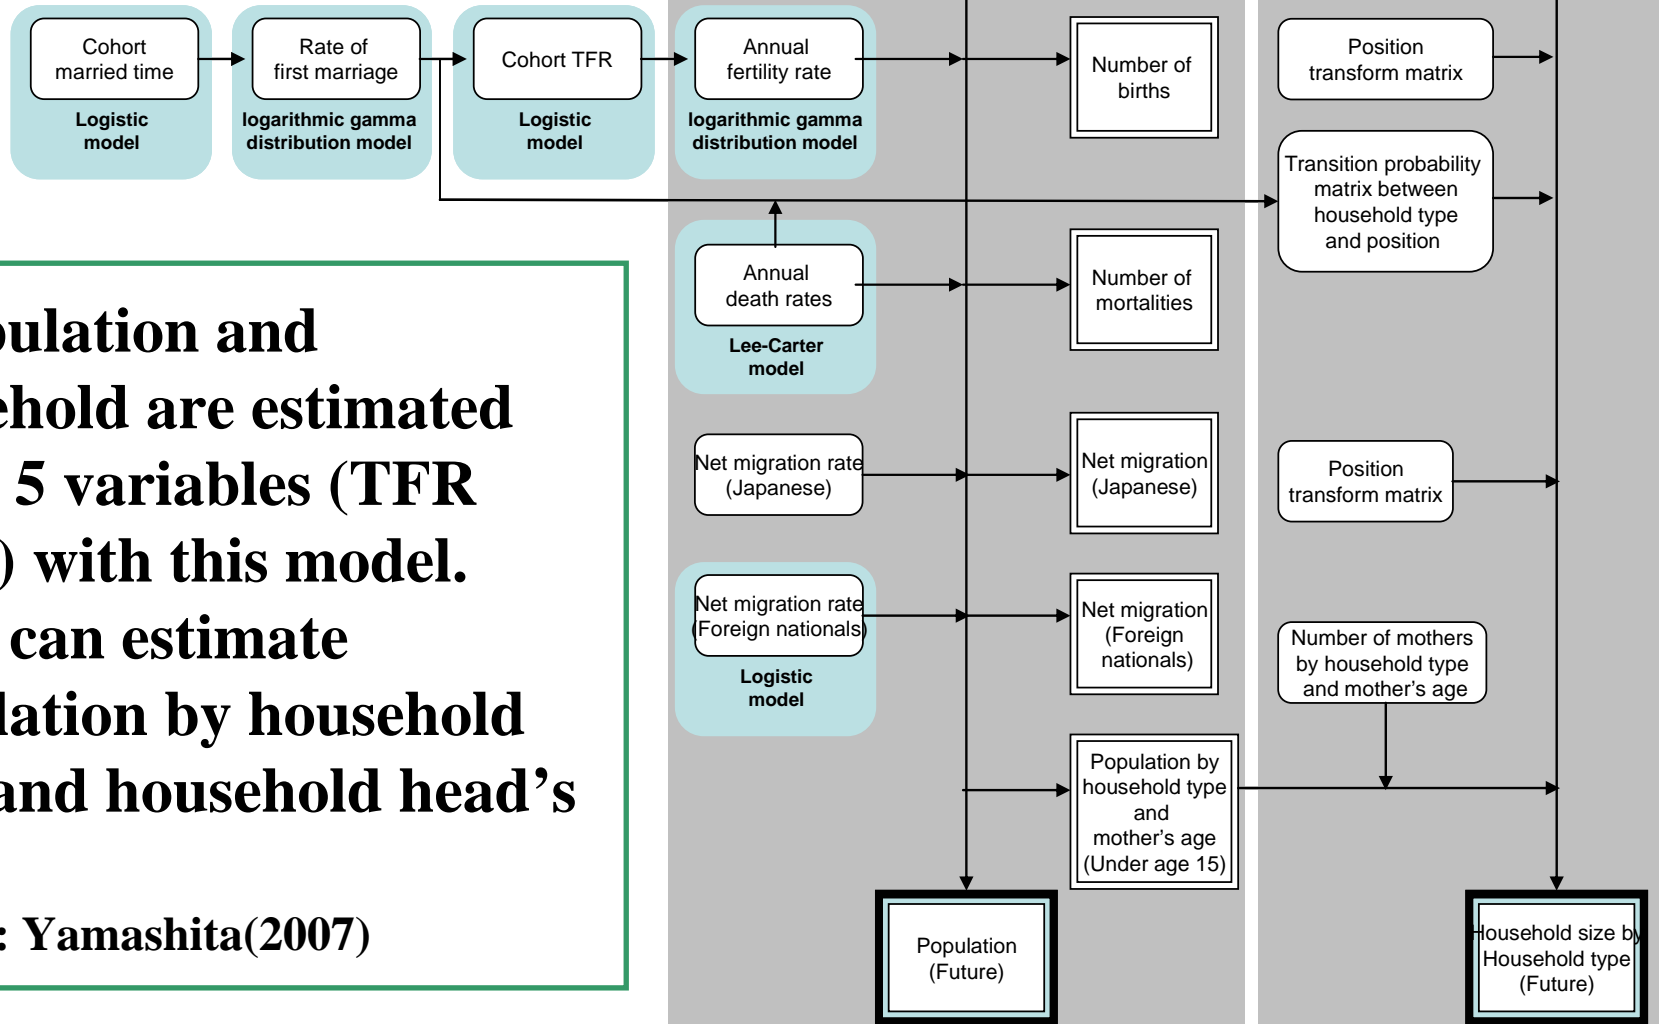 Cohort
married time
Logistic
model
Rate of
first marriage
logarithmic gamma
distribution model
Cohort TFR
Logistic
model
Annual
fertility rate
logarithmic gamma
distribution model
Number of
births
Position
transform matrix
Transition probability
matrix between
household type
and position
Annual
death rates
Lee-Carter
model
Number of
mortalities
Net migration rate
(Japanese)
Net migration
(Japanese)
Position
transform matrix
Net migration rate
(Foreign nationals)
Logistic
model
Net migration
(Foreign
nationals)
Number of mothers
by household type
and mother's age
Population by
household type
and
mother's age
(Under age 15)
Population
(Future)
Household size by
Household type
(Future)
and
are estimated
5 variables (TFR
) with this model.
can estimate
by household
and household head's
: Yamashita(2007)